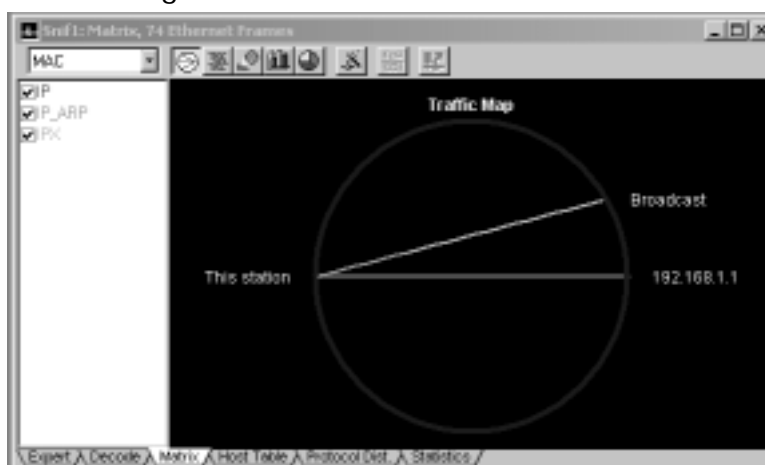 Snif1: Matrix, 74 Ethernet Frames
MAC
IP
IP_ARP
IPX
Traffic Map
Broadcast
This station
192.168.1.1
Expert
Decode
Matrix
Host Table
Protocol Dist.
Statistics